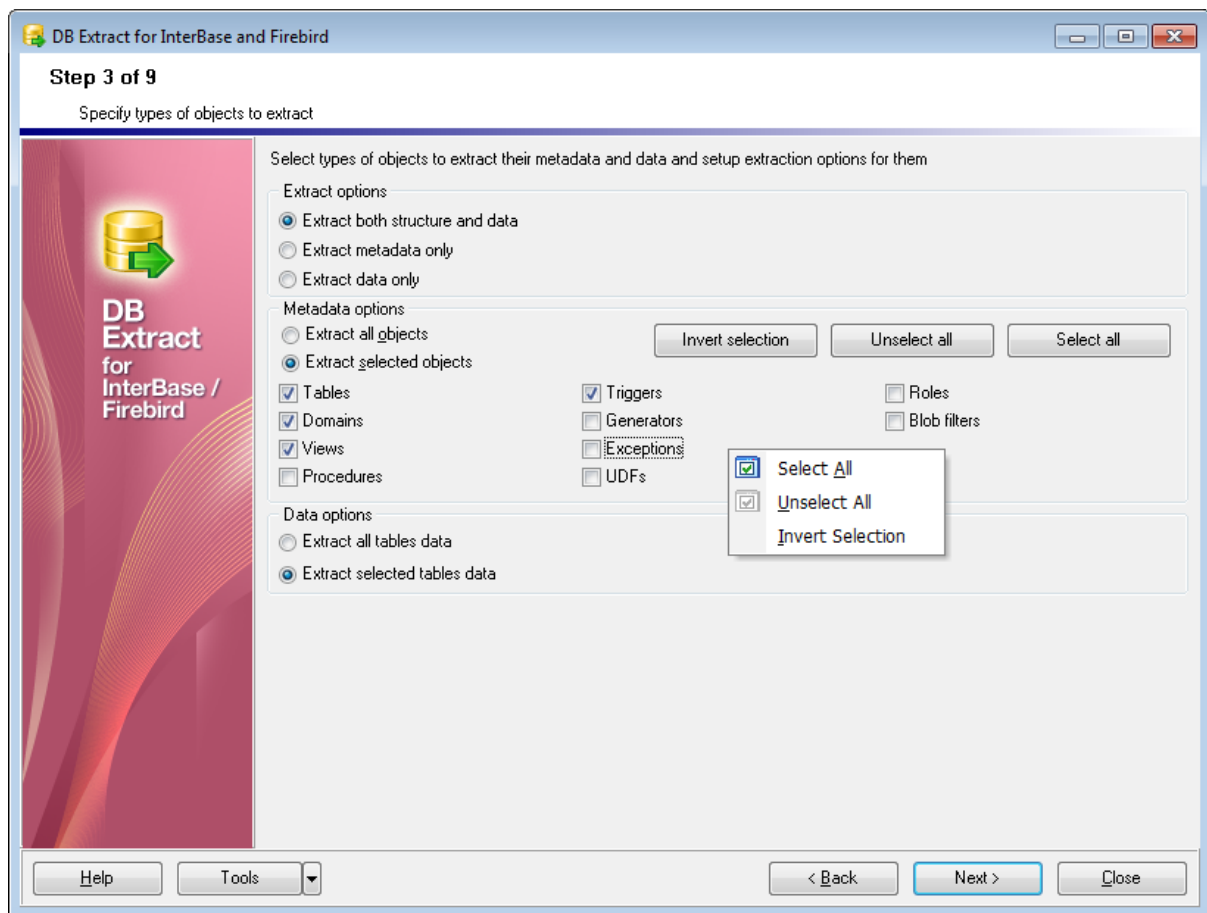 DB Extract for InterBase and Firebird
Step 3 of 9
Specify types of objects to extract
DB
Extract
for
InterBase /
Firebird
Select types of objects to extract their metadata and data and setup extraction options for them
Extract options
Extract both structure and data
Extract metadata only
Extract data only
Metadata options
Extract all objects
Extract selected objects
Invert selection
Unselect all
Select all
Tables
Triggers
Roles
Domains
Generators
Blob filters
Views
Exceptions
Procedures
UDFs
Select All
Unselect All
Invert Selection
Data options
Extract all tables data
Extract selected tables data
Help
Tools
< Back
Next >
Close